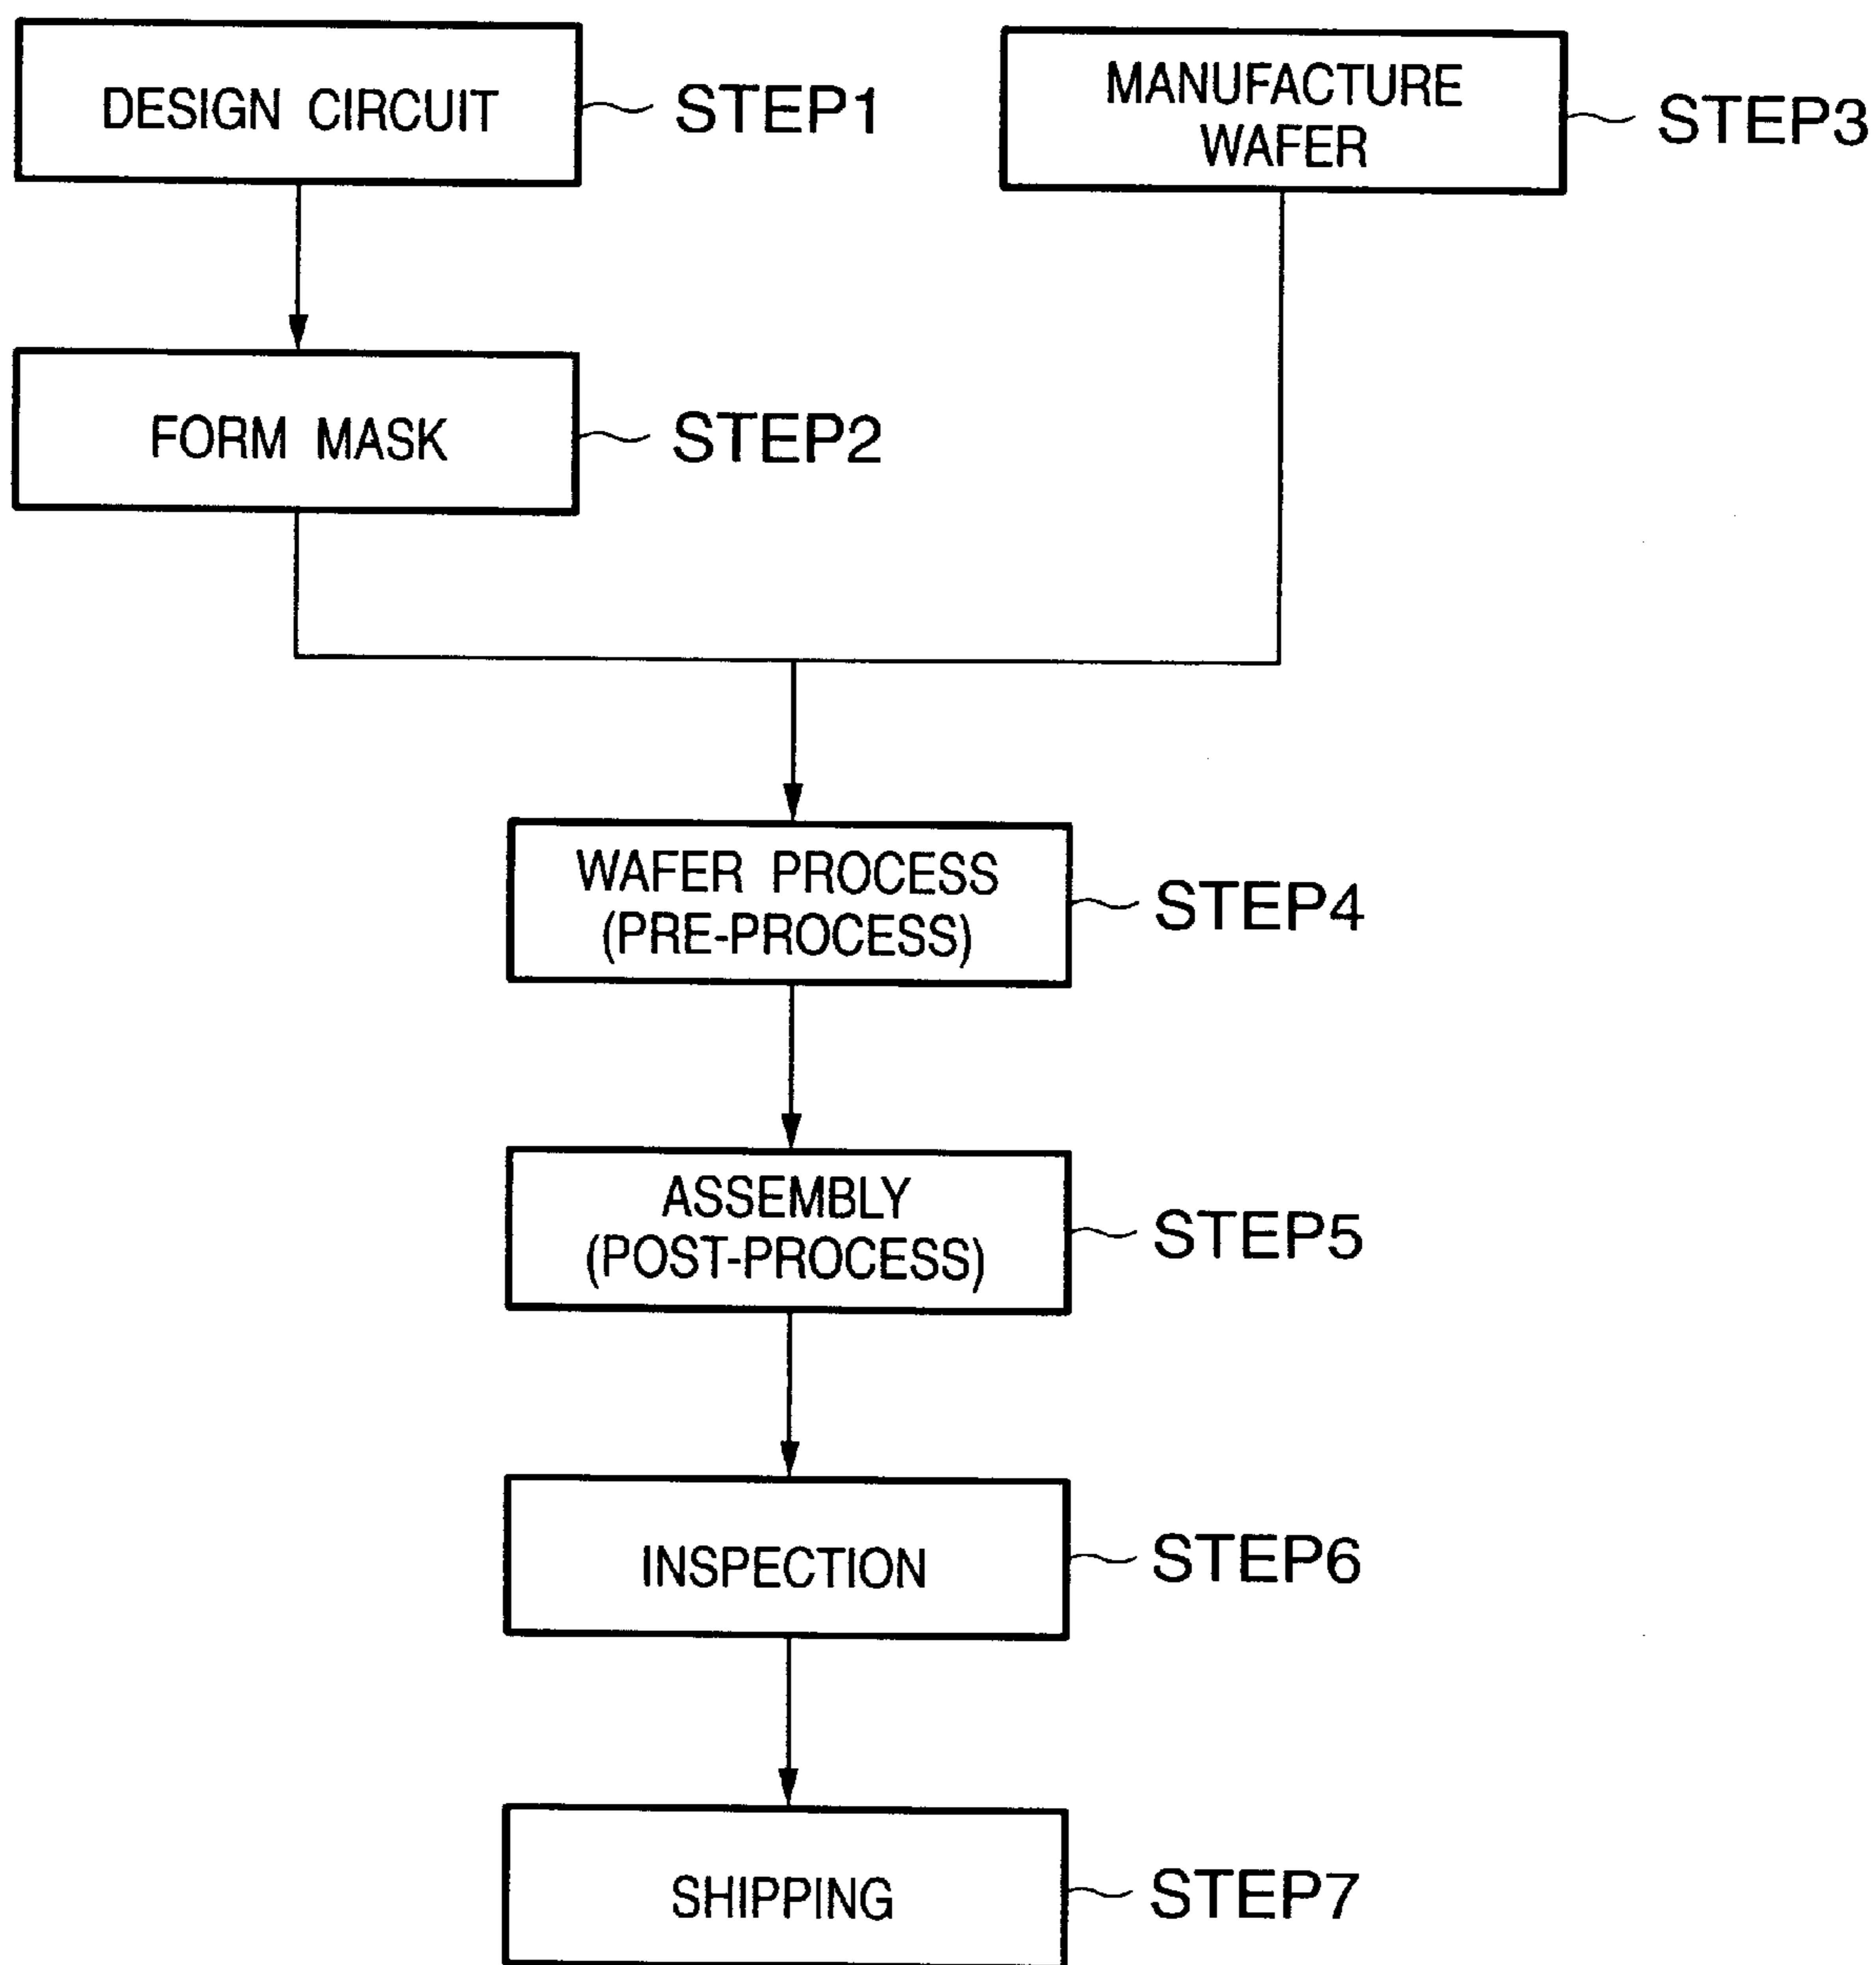 DESIGN CIRCUIT
STEP1
MANUFACTURE
WAFER
STEP3
FORM MASK
STEP2
WAFER PROCESS
(PRE-PROCESS)
STEP4
ASSEMBLY
(POST-PROCESS)
STEP5
INSPECTION
STEP6
SHIPPING
STEP7